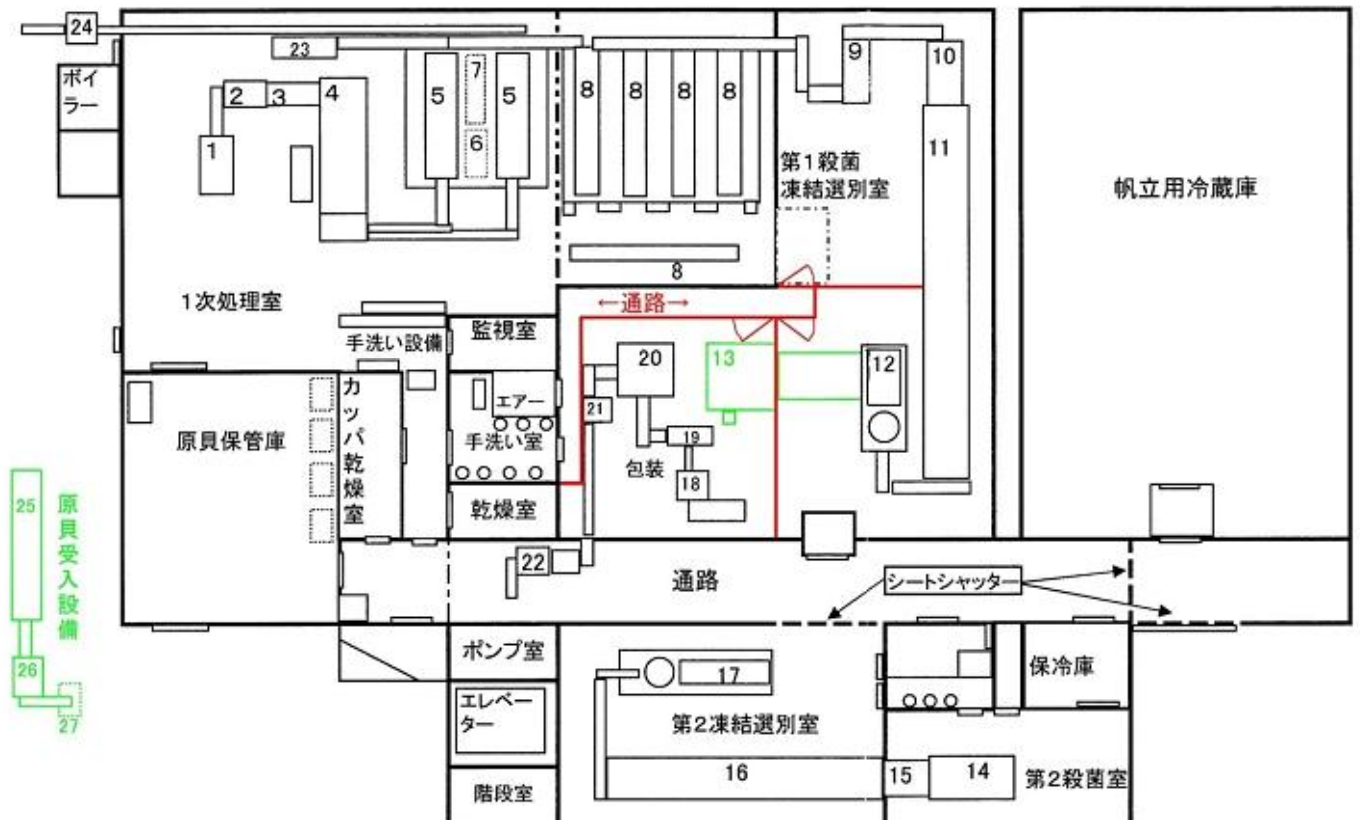 24
23
ボイ
ラー
2
3
4
1
5
7
6
5
8
8
8
8
8
9
10
11
第1殺菌
凍結選別室
帆立用冷蔵庫
1次処理室
←通路→
手洗い設備
監視室
エアー
手洗い室
乾燥室
カッパ乾燥室
原貝保管庫
20
21
19
18
包装
13
12
25
原貝受入設備
26
27
22
通路
シートシャッター
ポンプ室
エレベー
ター
階段室
17
第2凍結選別室
16
15
14
第2殺菌室
保冷庫